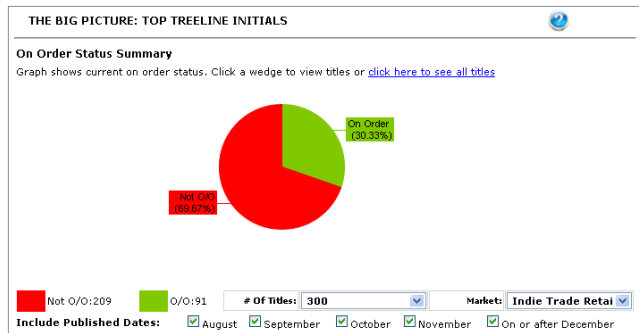 THE BIG PICTURE: TOP TREELINE INITIALS
On Order Status Summary
Graph shows current on order status. Click a wedge to view titles or click here to see all titles
On Order
(30.33%)
Not O/O
(69.67%)
Not O/O:209 O/O:91 # Of Titles: 300 Market: Indie Trade Retai
Include Published Dates: August September October November On or after December